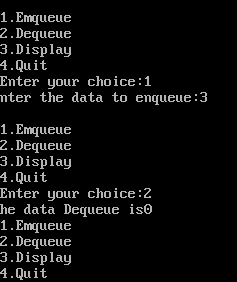 1.Emqueue
2.Dequeue
3.Display
4.Quit
Enter your choice:1
nter the data to enqueue:3
1.Emqueue
2.Dequeue
3.Display
4.Quit
Enter your choice:2
he data Dequeue is0
1.Emqueue
2.Dequeue
3.Display
4.Quit